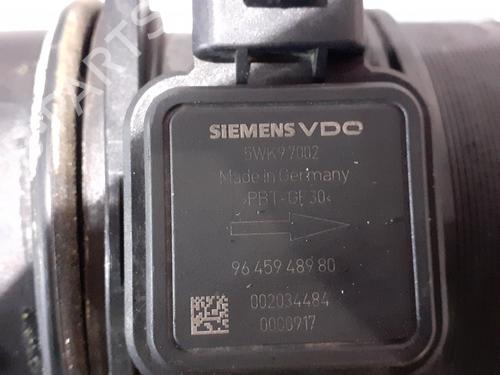 SIEMENS VDO
5WK97002
Made in Germany
>PBT-GF30<
96 459 489 80
002034484
0000917